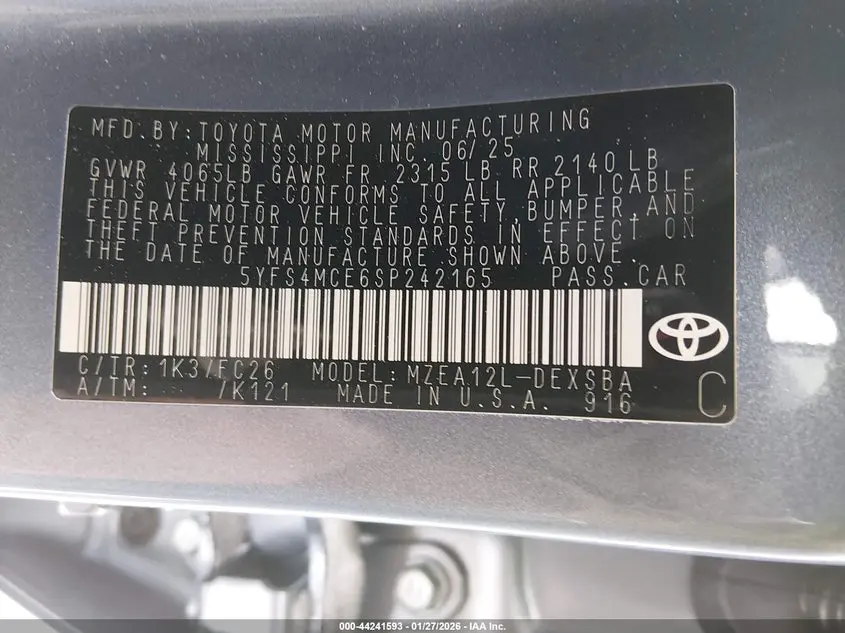 MFD.BY:TOYOTA MOTOR MANUFACTURING
MISSISSIPPI INC. 06/25
GVWR 4065LB GAWR FR 2315 LB RR 2140 LB
THIS VEHICLE CONFORMS TO ALL APPLICABLE
FEDERAL MOTOR VEHICLE SAFETY,BUMPER,AND
THEFT PREVENTION STANDARDS IN EFFECT ON
THE DATE OF MANUFACTURE SHOWN ABOVE.
5YFS4MCE6SP242165 PASS.CAR
C/TR: 1K3/FC26 MODEL:MZEA12L-DEXSBA
A/TM: /K121 MADE IN U.S.A. 916 C
000-44241593 - 01/27/2026 - IAA Inc.